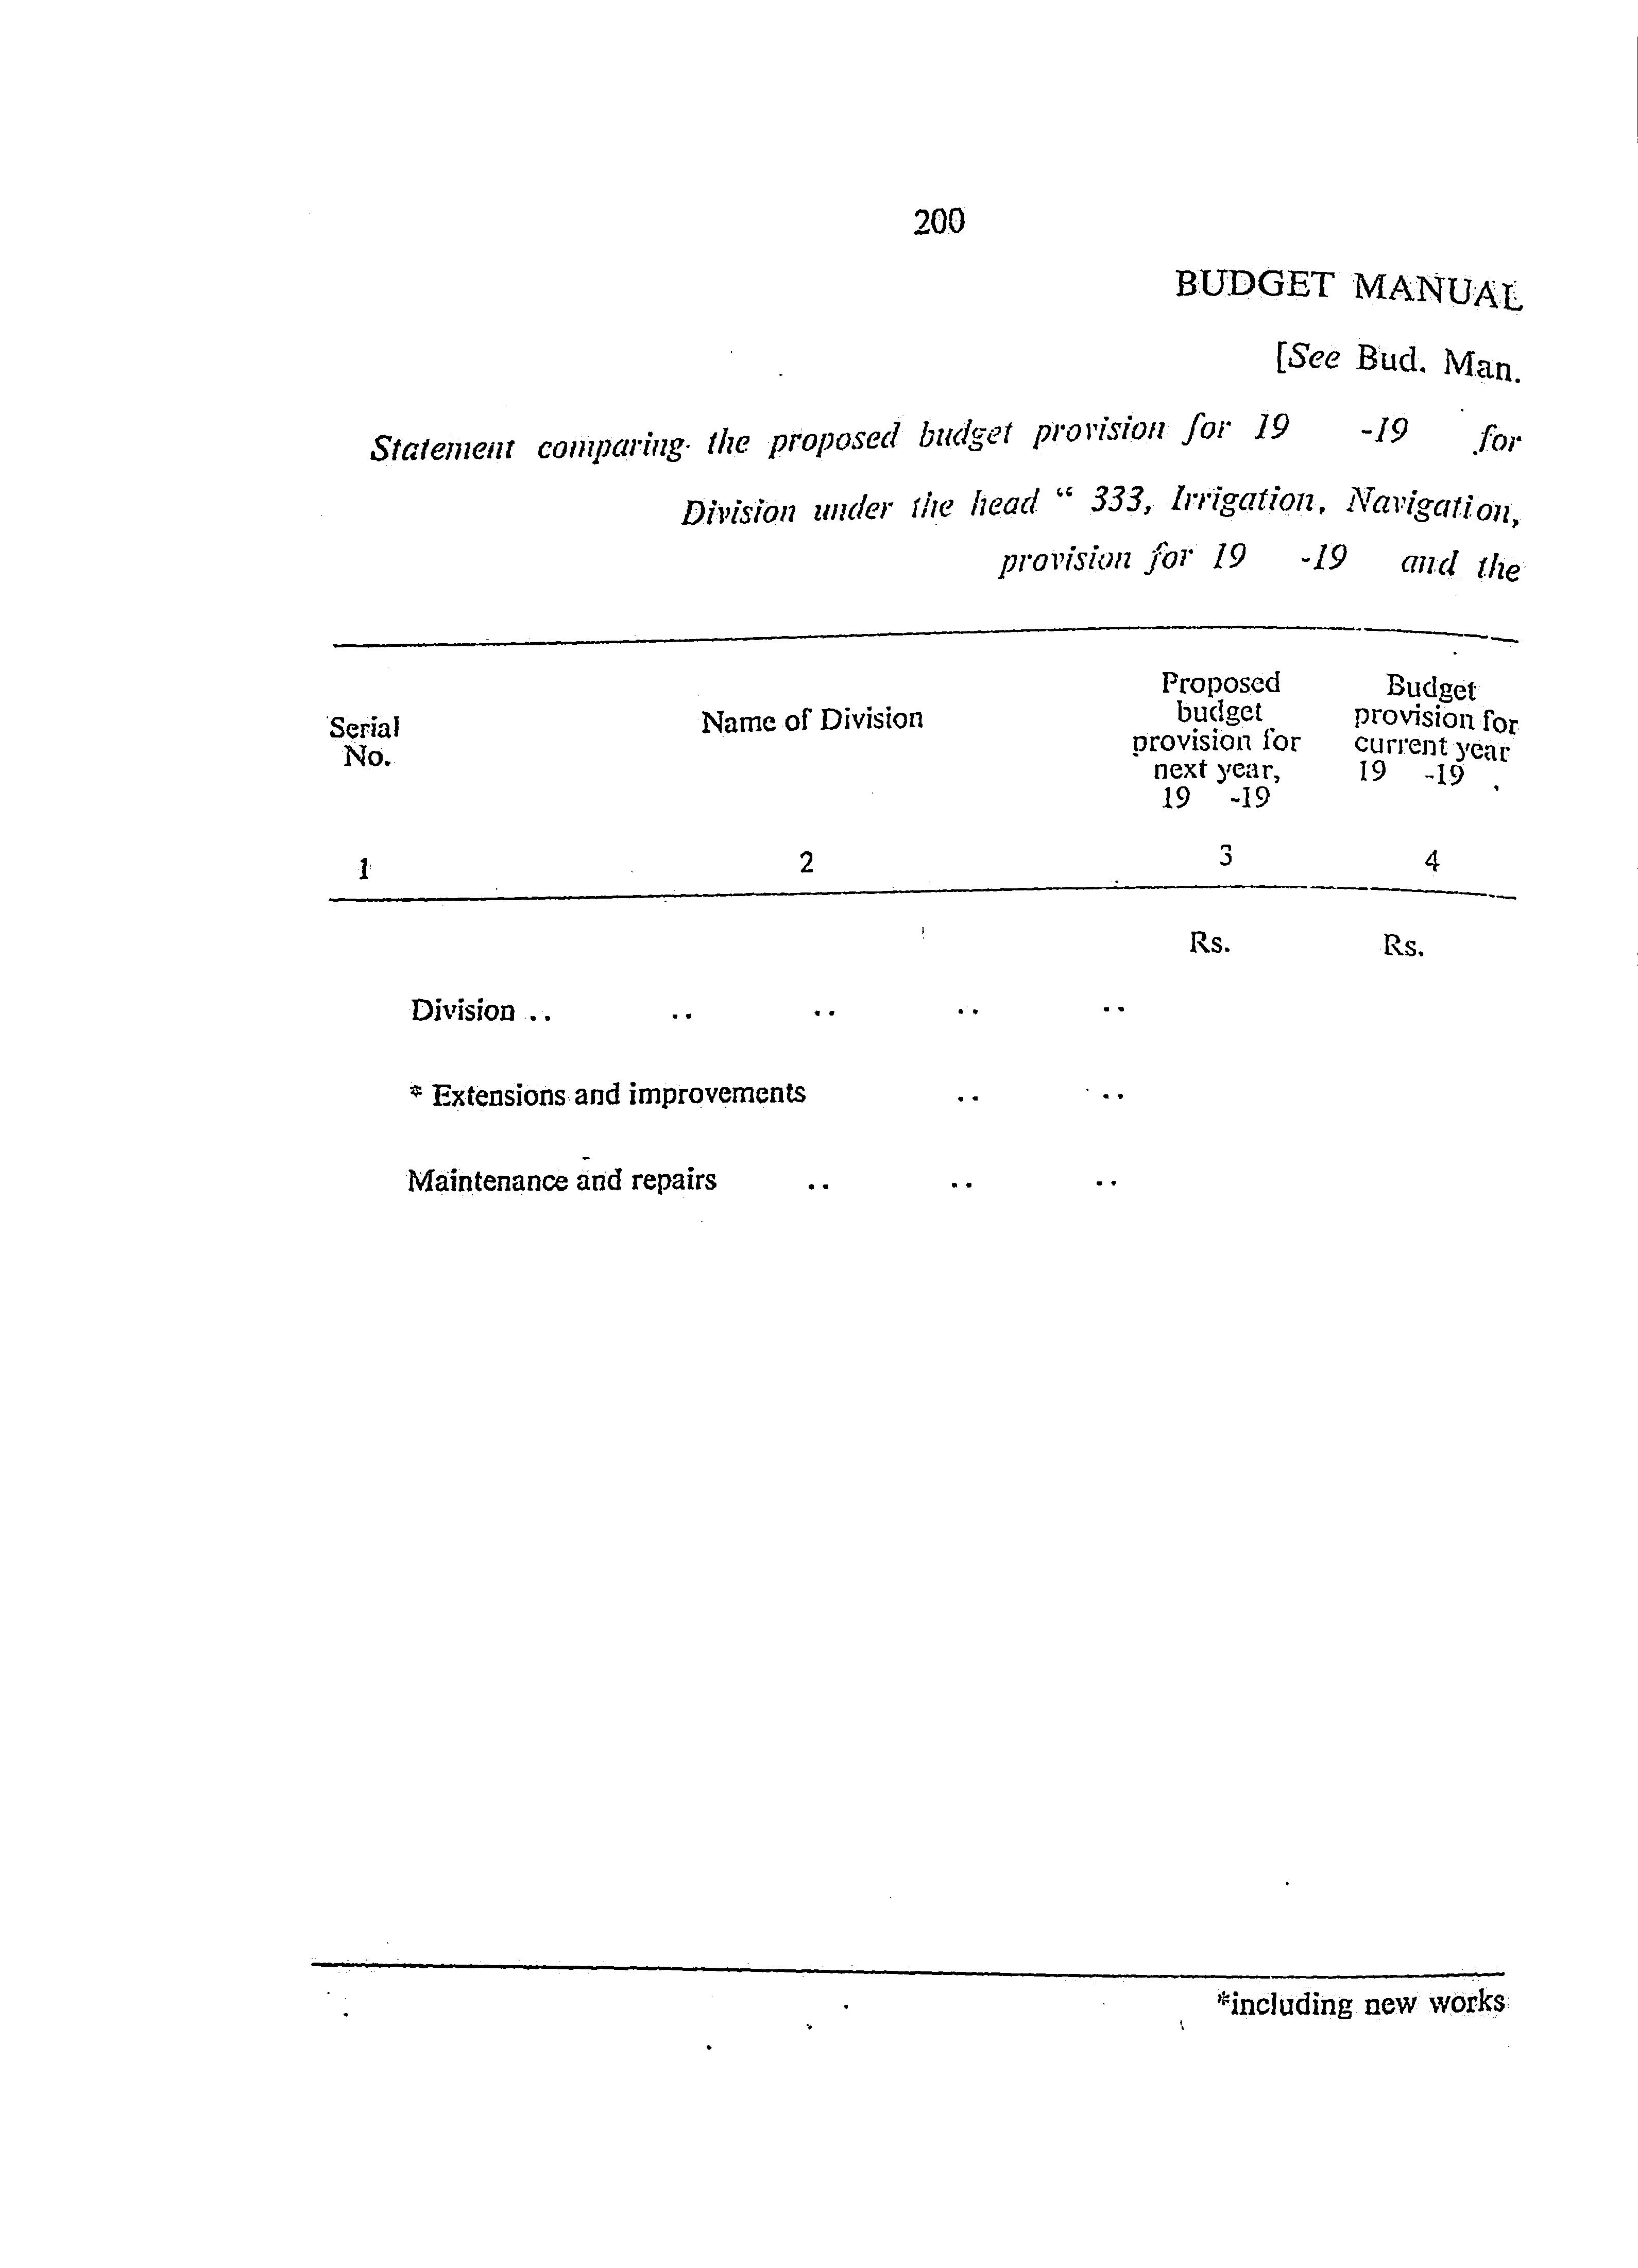 200
BUDGET MANUAL
[See Bud. Man.
Statement comparing the proposed budget provision for 19 -19 for
Division under the head “ 333, Irrigation, Navigation,
provision for 19 -19 and the
Serial No.
Name of Division
Proposed budget provision for next year, 19 -19
Budget provision for current year 19 -19
1 2 3 4
Rs. Rs.
Division .. .. .. .. ..
* Extensions and improvements .. ..
Maintenance and repairs .. .. ..
*including new works